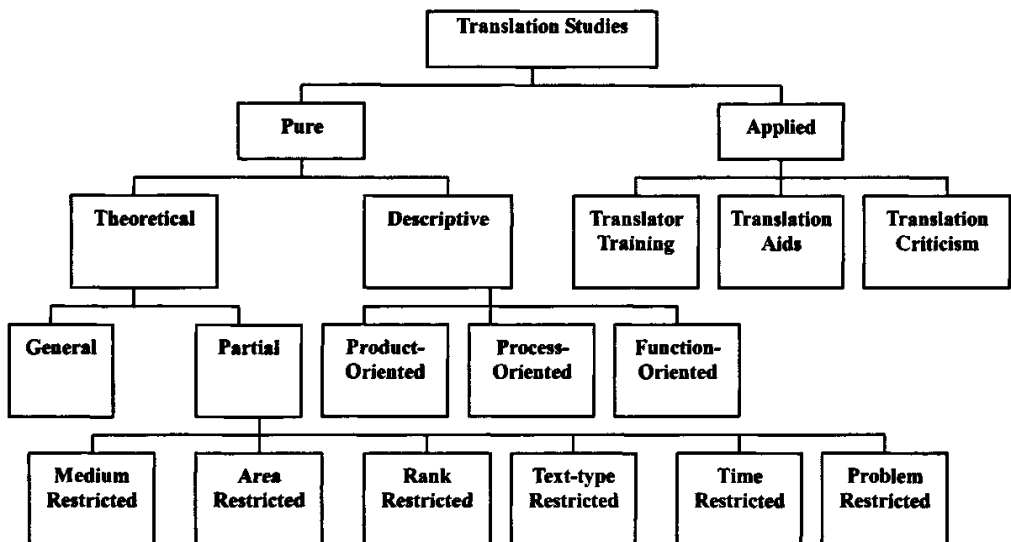 Translation Studies
Pure
Applied
Theoretical
Descriptive
Translator
Training
Translation
Aids
Translation
Criticism
General
Partial
Product-
Oriented
Process-
Oriented
Function-
Oriented
Medium
Restricted
Area
Restricted
Rank
Restricted
Text-type
Restricted
Time
Restricted
Problem
Restricted